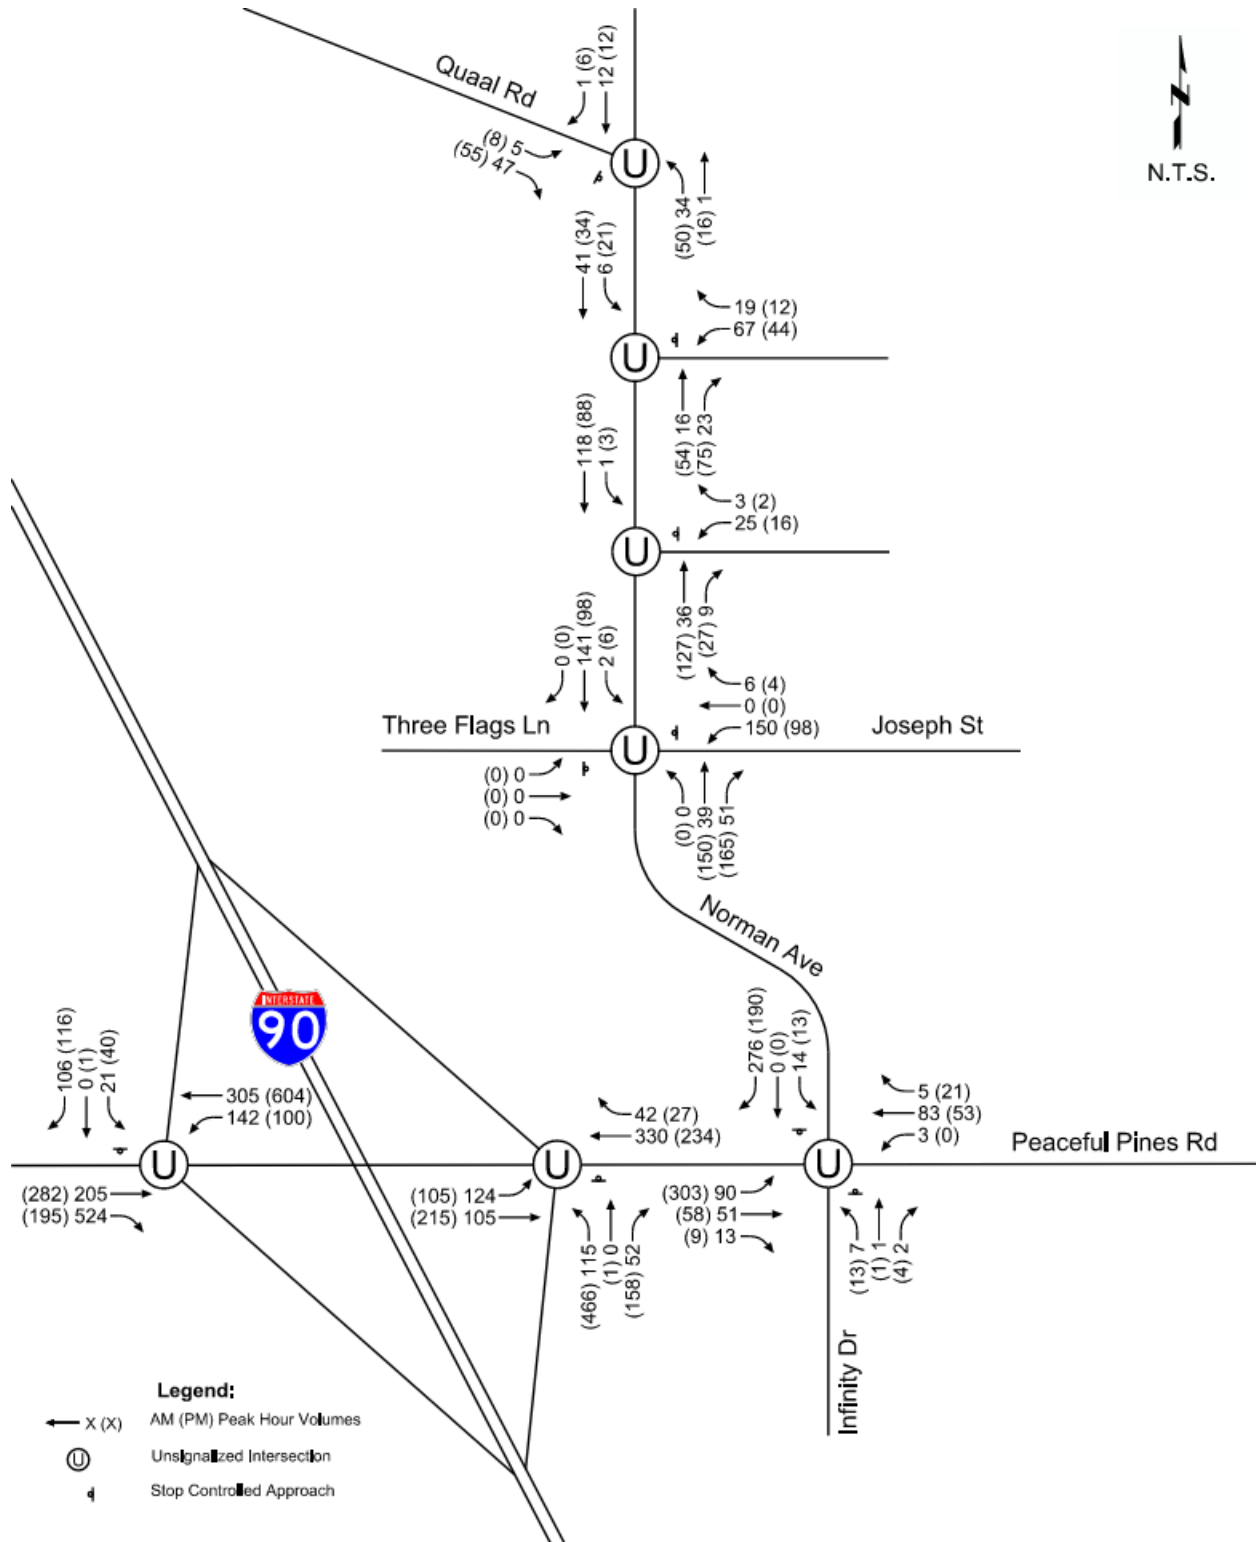 Quaal Rd
1 (6)
12 (12)
N
N.T.S.
(8) 5
(55) 47
U
(50) 34
(16) 1
41 (34)
6 (21)
19 (12)
67 (44)
U
(54) 16
(75) 23
118 (88)
1 (3)
3 (2)
25 (16)
U
(127) 36
(27) 9
0 (0)
141 (98)
2 (6)
6 (4)
0 (0)
150 (98)
Three Flags Ln
Joseph St
U
(0) 0
(0) 0
(0) 0
(0) 0
(150) 39
(165) 51
Norman Ave
INTERSTATE
90
106 (116)
0 (1)
21 (40)
305 (604)
142 (100)
42 (27)
330 (234)
276 (190)
0 (0)
14 (13)
5 (21)
83 (53)
3 (0)
Peaceful Pines Rd
U
U
U
(282) 205
(195) 524
(105) 124
(215) 105
(466) 115
(1) 0
(158) 52
(303) 90
(58) 51
(9) 13
(13) 7
(1) 1
(4) 2
Infinity Dr
Legend:
X (X) AM (PM) Peak Hour Volumes
U Unsignalized Intersection
Stop Controlled Approach